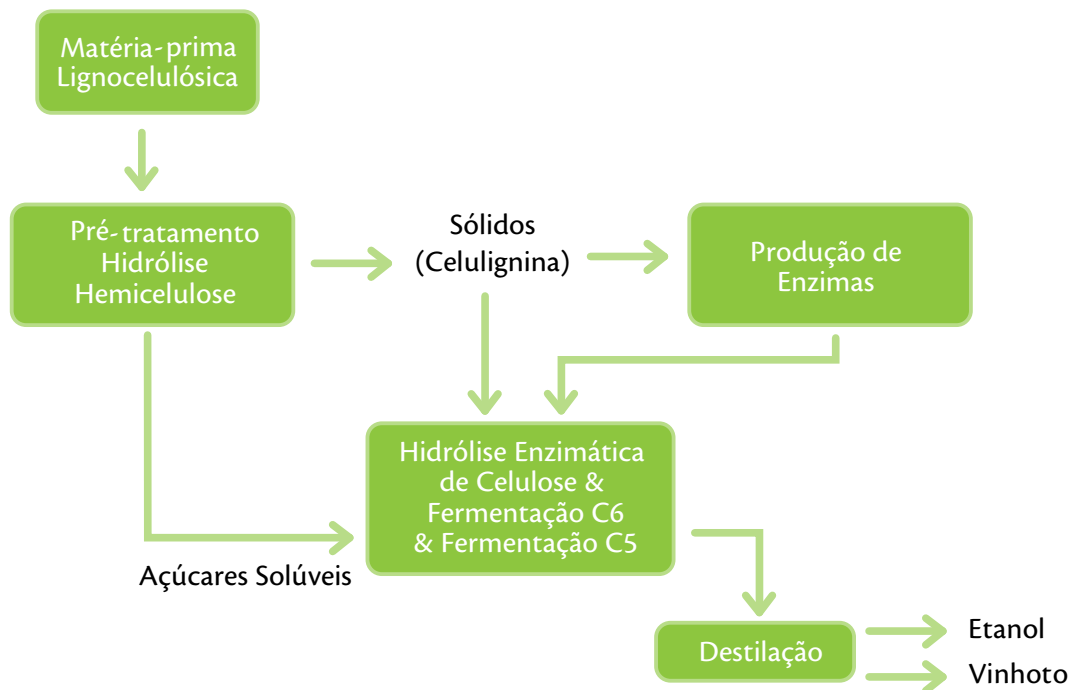 Matéria-prima
Lignocelulósica
Pré-tratamento
Hidrólise
Hemicelulose
Sólidos
(Celulignina)
Produção de
Enzimas
Hidrólise Enzimática
de Celulose &
Fermentação C6
& Fermentação C5
Açúcares Solúveis
Destilação
Etanol
Vinhoto